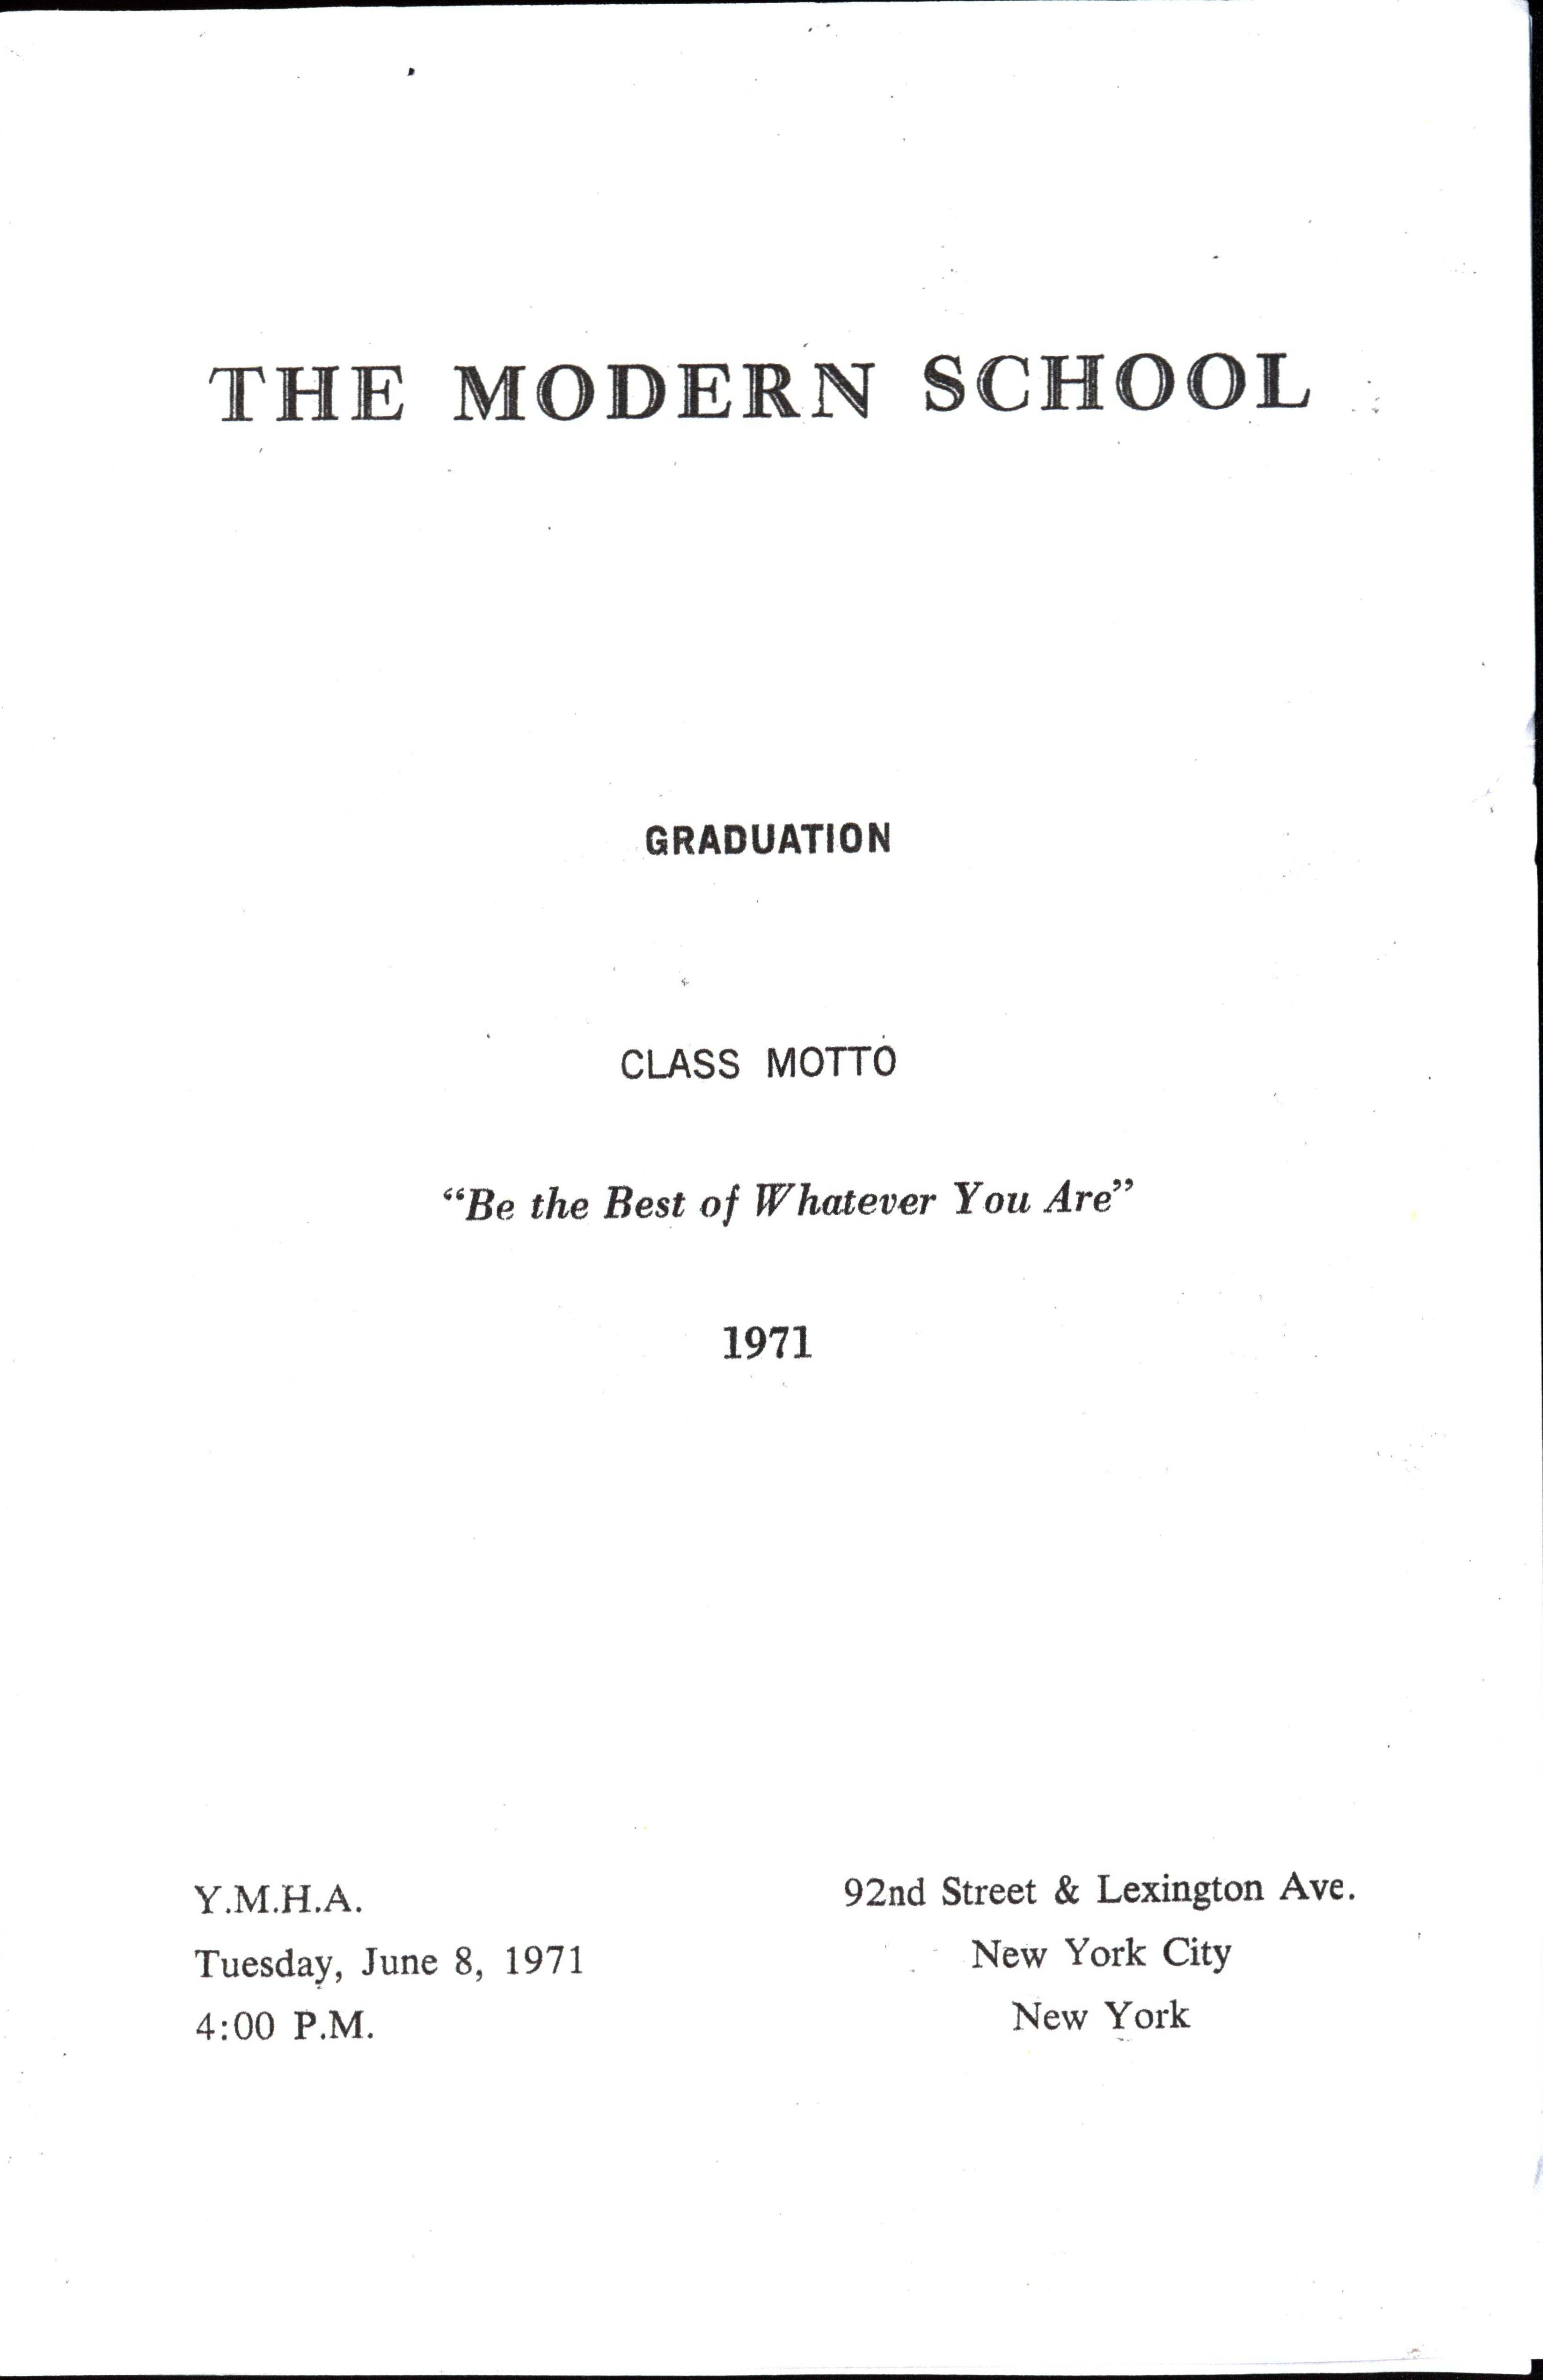 THE MODERN SCHOOL
GRADUATION
CLASS MOTTO
“Be the Best of Whatever You Are”
1971
Y.M.H.A.
Tuesday, June 8, 1971
4:00 P.M.
92nd Street & Lexington Ave.
New York City
New York